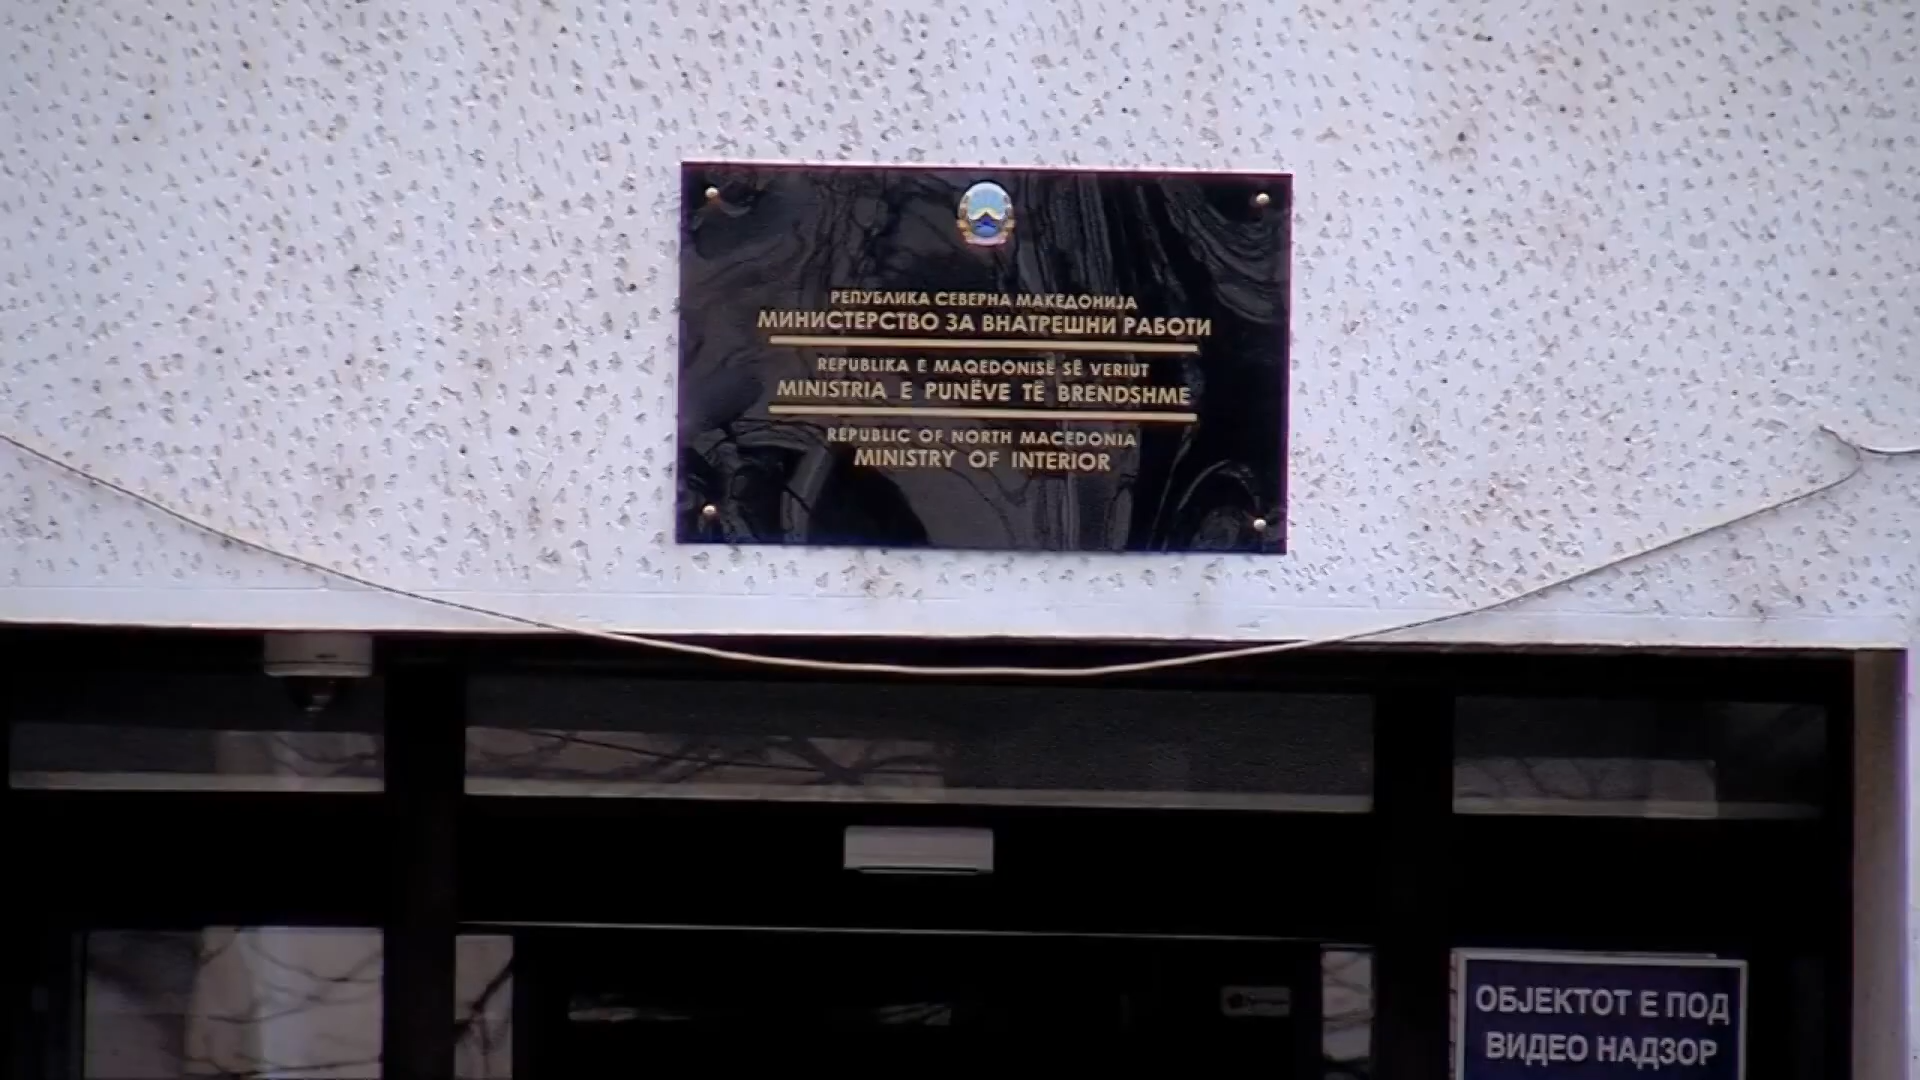 РЕПУБЛИКА СЕВЕРНА МАКЕДОНИЈА
МИНИСТЕРСТВО ЗА ВНАТРЕШНИ РАБОТИ
REPUBLIKA E MAQEDONISË SË VERIUT
MINISTRIA E PUNËVE TË BRENDSHME
REPUBLIC OF NORTH MACEDONIA
MINISTRY OF INTERIOR
ОБЈЕКТОТ Е ПОД
ВИДЕО НАДЗОР